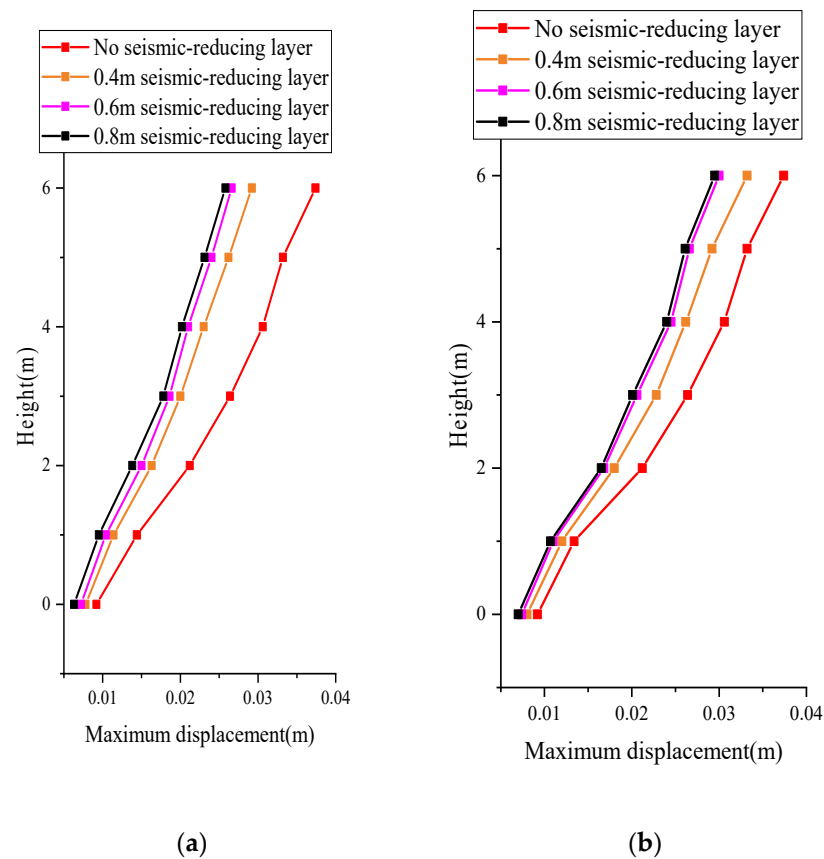 No seismic-reducing layer
0.4m seismic-reducing layer
0.6m seismic-reducing layer
0.8m seismic-reducing layer
6
4
2
0
Height(m)
0.01 0.02 0.03 0.04
Maximum displacement(m)
(a)
No seismic-reducing layer
0.4m seismic-reducing layer
0.6m seismic-reducing layer
0.8m seismic-reducing layer
6
4
2
0
Height(m)
0.01 0.02 0.03 0.04
Maximum displacement(m)
(b)